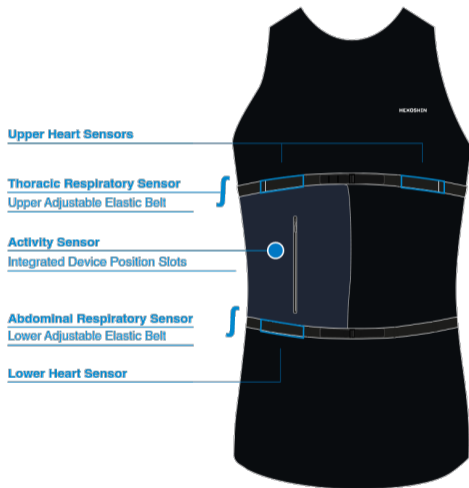 HEXOSHIN
Upper Heart Sensors
Thoracic Respiratory Sensor
Upper Adjustable Elastic Belt
Activity Sensor
Integrated Device Position Slots
Abdominal Respiratory Sensor
Lower Adjustable Elastic Belt
Lower Heart Sensor